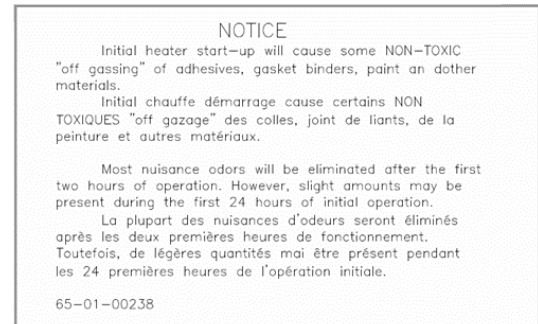 NOTICE
Initial heater start-up will cause some NON-TOXIC
"off gassing" of adhesives, gasket binders, paint an dother
materials.
Initial chauffe démarrage cause certains NON
TOXIQUES "off gazage" des colles, joint de liants, de la
peinture et autres matériaux.
Most nuisance odors will be eliminated after the first
two hours of operation. However, slight amounts may be
present during the first 24 hours of initial operation.
La plupart des nuisances d'odeurs seront éliminés
après les deux premières heures de fonctionnement.
Toutefois, de légères quantités mai être présent pendant
les 24 premières heures de l'opération initiale.
65-01-00238